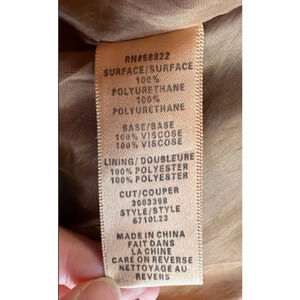 RN#58822
SURFACE/SURFACE
100%
POLYURETHANE
100%
POLYURETHANE
BASE/BASE
100% VISCOSE
100% VISCOSE
LINING/DOUBLEURE
100% POLYESTER
100% POLYESTER
CUT/COUPER
3003398
STYLE/STYLE
6710L23
MADE IN CHINA
FAIT DANS
LA CHINE
CARE ON REVERSE
NETTOYAGE AU
REVERS